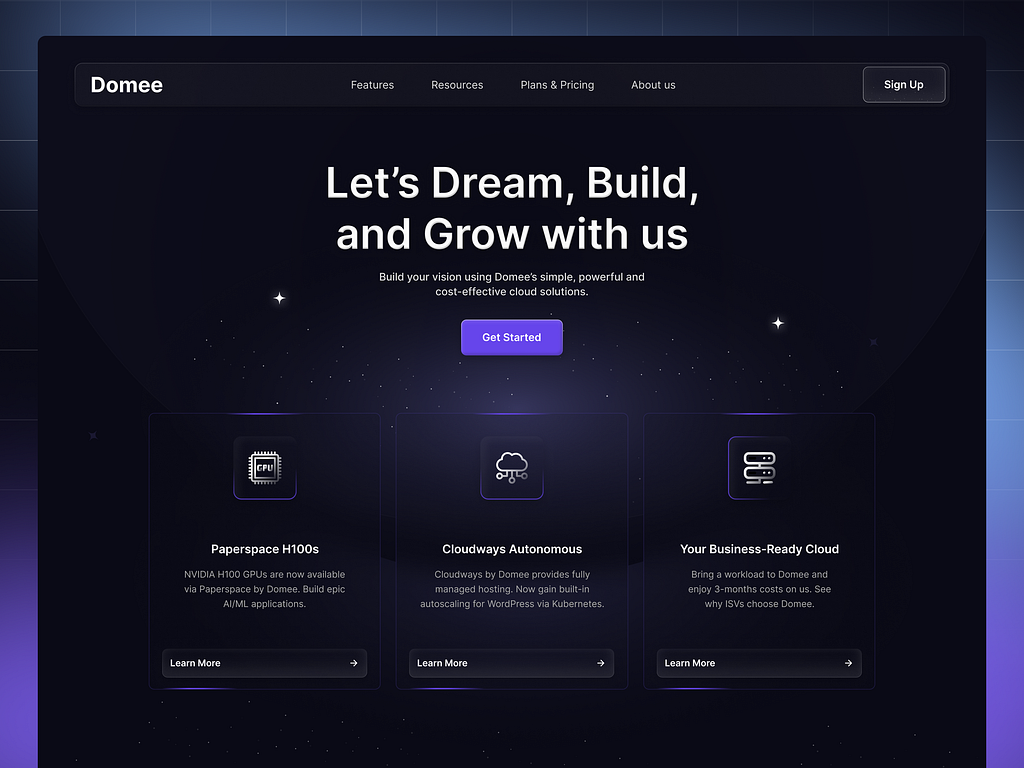 Domee
Features
Resources
Plans & Pricing
About us
Sign Up
Let’s Dream, Build,
and Grow with us
Build your vision using Domee’s simple, powerful and
cost-effective cloud solutions.
Get Started
CPU
Paperspace H100s
NVIDIA H100 GPUs are now available
via Paperspace by Domee. Build epic
AI/ML applications.
Learn More
Cloudways Autonomous
Cloudways by Domee provides fully
managed hosting. Now gain built-in
autoscaling for WordPress via Kubernetes.
Learn More
Your Business-Ready Cloud
Bring a workload to Domee and
enjoy 3-months costs on us. See
why ISVs choose Domee.
Learn More